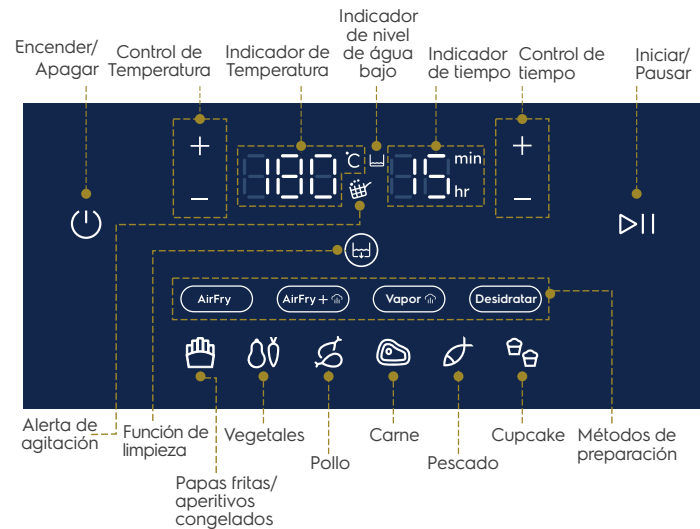 Encender/
Apagar
Control de
Temperatura
Indicador de
Temperatura
Indicador
de nivel
de água
bajo
Indicador
de tiempo
Control de
tiempo
Iniciar/
Pausar
+
180
°C
15
min
+
hr
–
–
AirFry
AirFry +
Vapor
Desidratar
Alerta de
agitación
Función de
limpieza
Vegetales
Carne
Cupcake
Métodos de
preparación
Pollo
Pescado
Papas fritas/
aperitivos
congelados